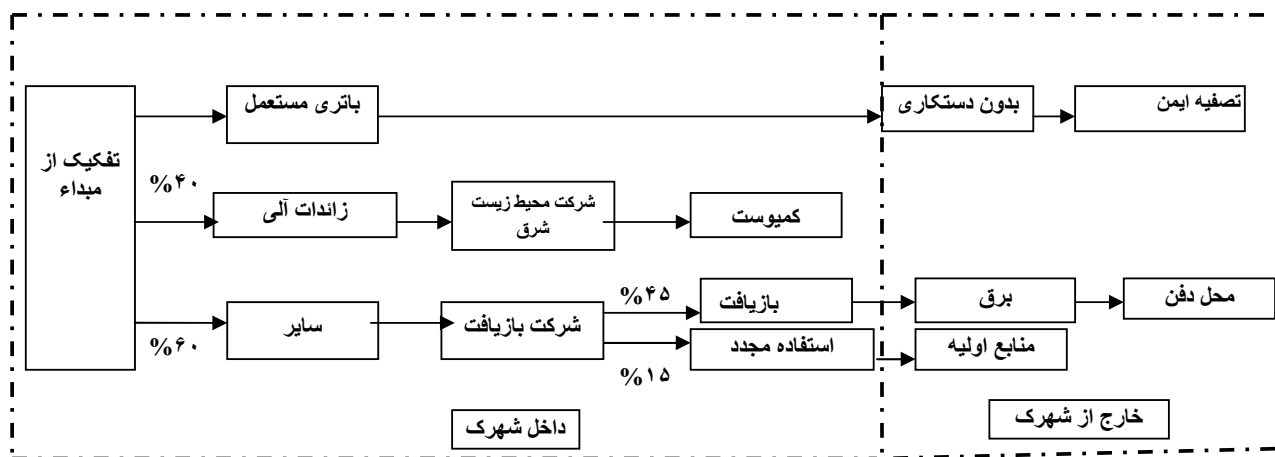 تفکیک از
مبداء
باتری مستعمل
بدون دستکاری
تصفیه ایمن
%۴۰
زائدات آلی
شرکت محیط زیست
شرق
کمپوست
%۶۰
سایر
شرکت بازیافت
%۴۵
بازیافت
برق
محل دفن
%۱۵
استفاده مجدد
منابع اولیه
داخل شهرک
خارج از شهرک